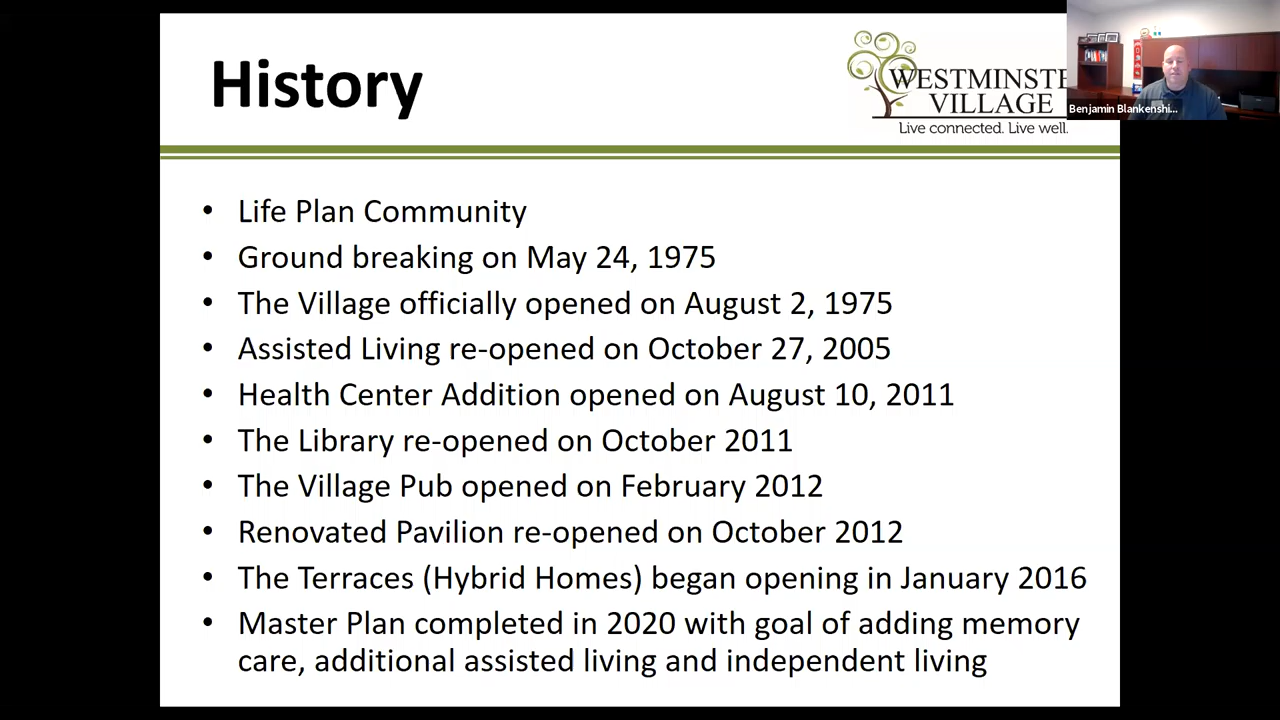 History
WESTMINSTE
VILLAGE
Live connected. Live well.
Benjamin Blankenshi...
• Life Plan Community
• Ground breaking on May 24, 1975
• The Village officially opened on August 2, 1975
• Assisted Living re-opened on October 27, 2005
• Health Center Addition opened on August 10, 2011
• The Library re-opened on October 2011
• The Village Pub opened on February 2012
• Renovated Pavilion re-opened on October 2012
• The Terraces (Hybrid Homes) began opening in January 2016
• Master Plan completed in 2020 with goal of adding memory
care, additional assisted living and independent living